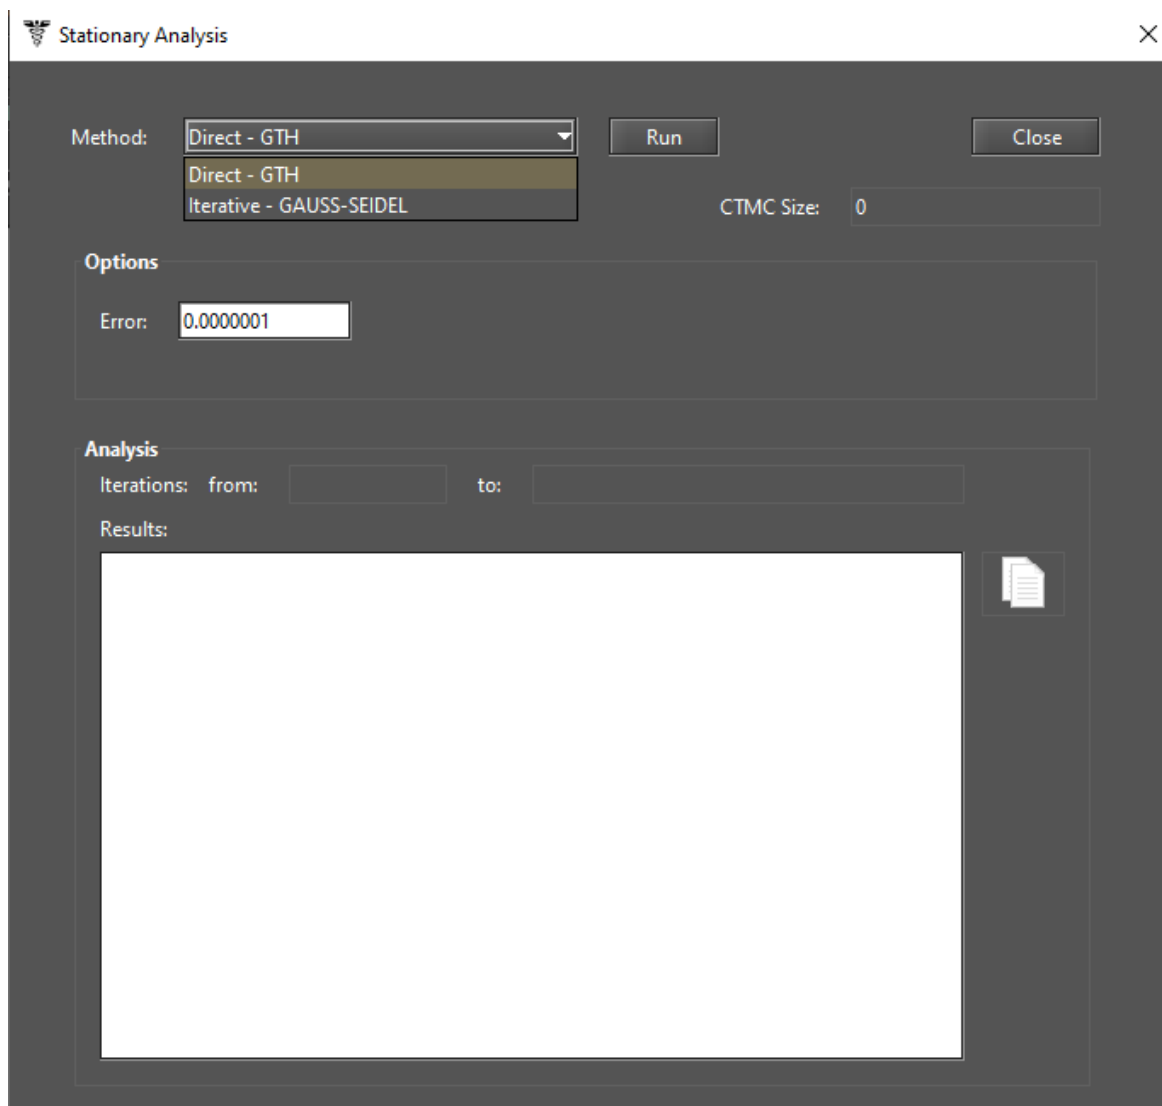 Stationary Analysis
Method: Direct - GTH Run Close
Direct - GTH
Iterative - GAUSS-SEIDEL CTMC Size: 0
Options
Error: 0.0000001
Analysis
Iterations: from: to:
Results: